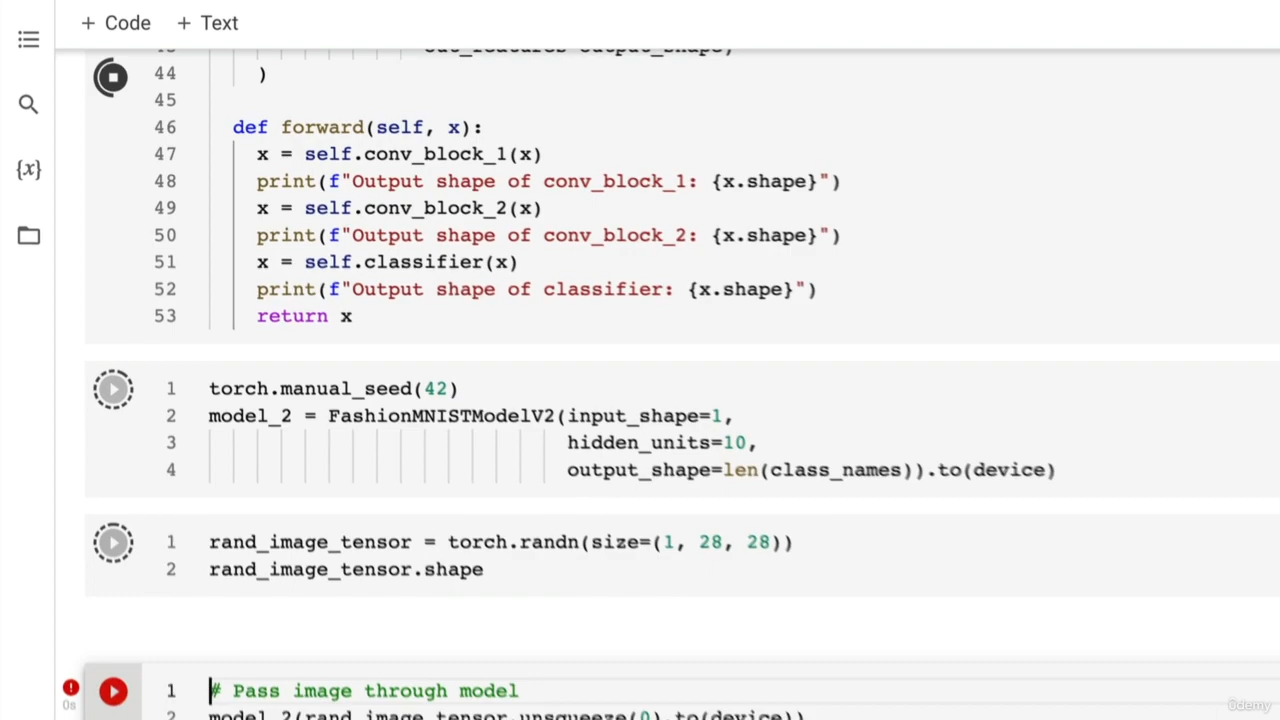 + Code + Text
out_features=output_shape)
44 )
45
46 def forward(self, x):
47 x = self.conv_block_1(x)
48 print(f"Output shape of conv_block_1: {x.shape}")
49 x = self.conv_block_2(x)
50 print(f"Output shape of conv_block_2: {x.shape}")
51 x = self.classifier(x)
52 print(f"Output shape of classifier: {x.shape}")
53 return x
{x}
1 torch.manual_seed(42)
2 model_2 = FashionMNISTModelV2(input_shape=1,
3 hidden_units=10,
4 output_shape=len(class_names)).to(device)
1 rand_image_tensor = torch.randn(size=(1, 28, 28))
2 rand_image_tensor.shape
1 # Pass image through model
0s
2 model_2(rand_image_tensor.unsqueeze(0).to(device))
ûdemy